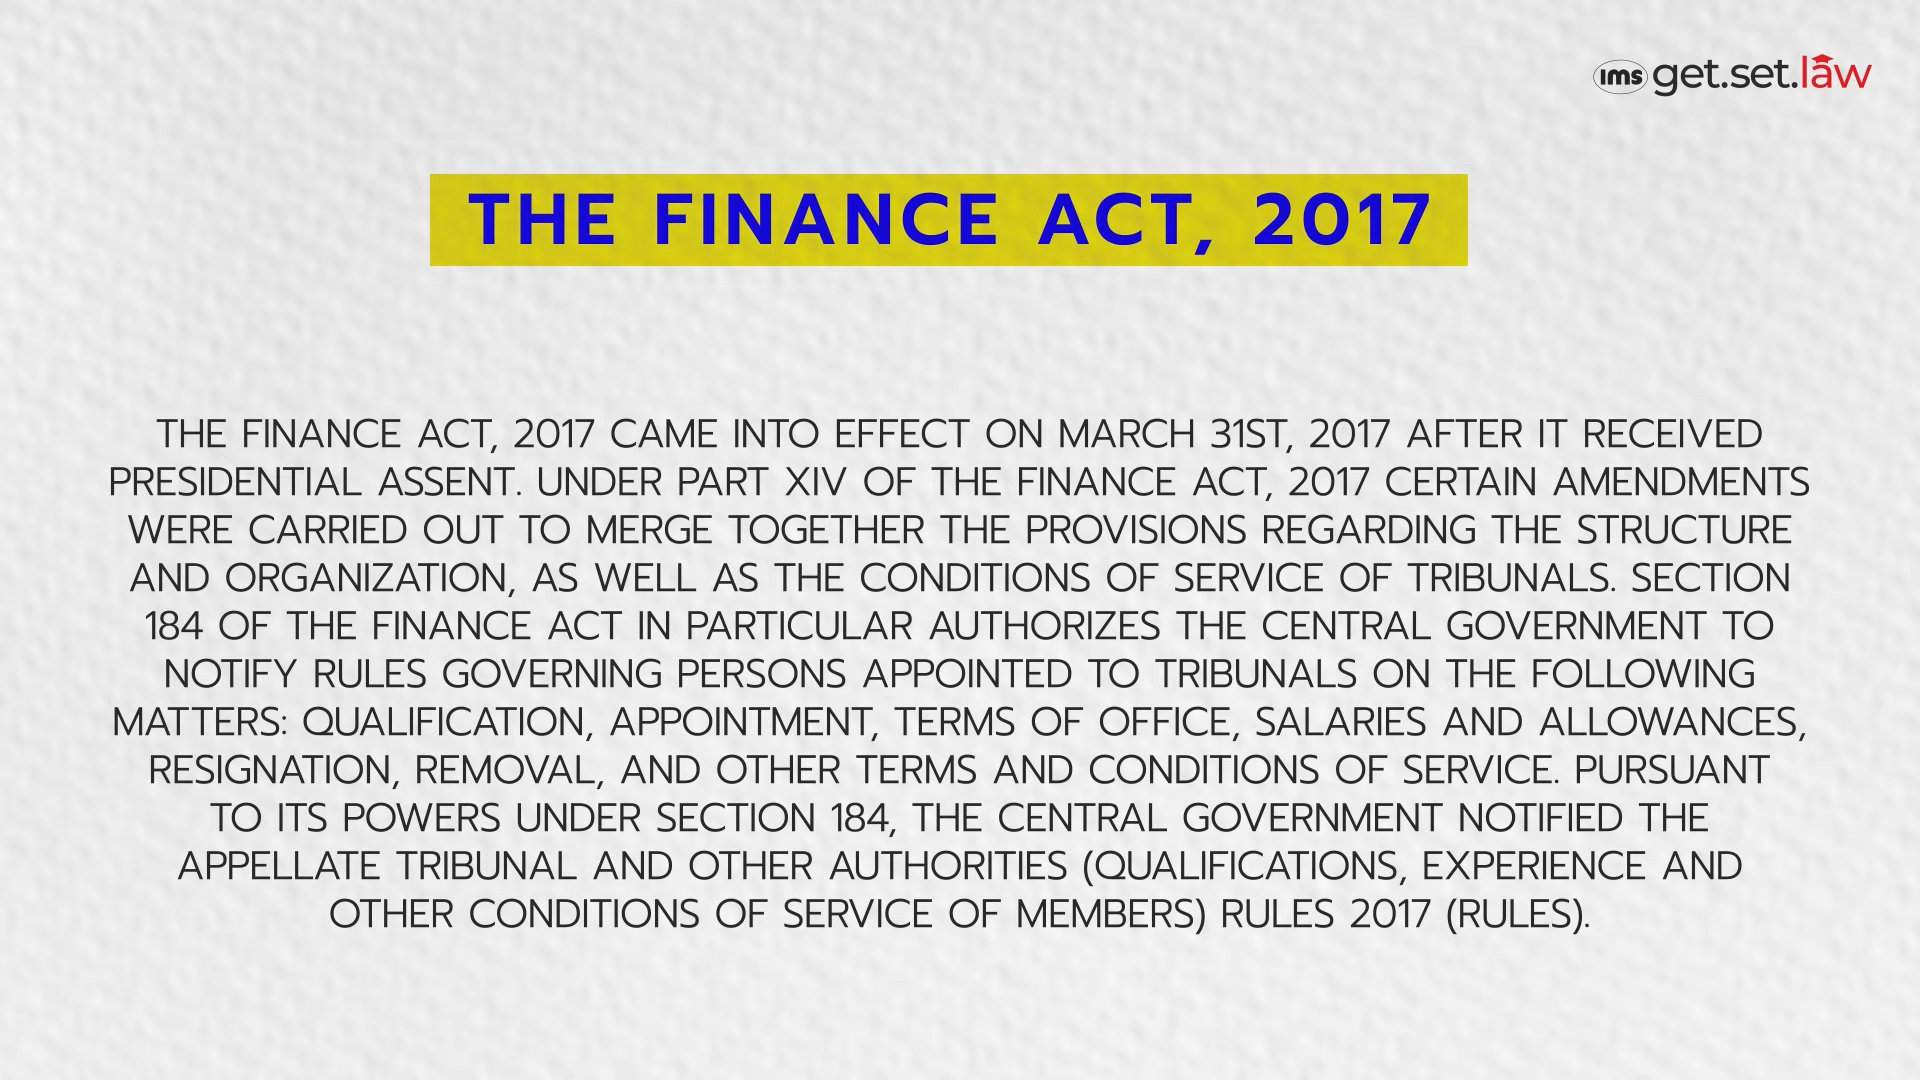 ims get.set.law
THE FINANCE ACT, 2017
THE FINANCE ACT, 2017 CAME INTO EFFECT ON MARCH 31ST, 2017 AFTER IT RECEIVED
PRESIDENTIAL ASSENT. UNDER PART XIV OF THE FINANCE ACT, 2017 CERTAIN AMENDMENTS
WERE CARRIED OUT TO MERGE TOGETHER THE PROVISIONS REGARDING THE STRUCTURE
AND ORGANIZATION, AS WELL AS THE CONDITIONS OF SERVICE OF TRIBUNALS. SECTION
184 OF THE FINANCE ACT IN PARTICULAR AUTHORIZES THE CENTRAL GOVERNMENT TO
NOTIFY RULES GOVERNING PERSONS APPOINTED TO TRIBUNALS ON THE FOLLOWING
MATTERS: QUALIFICATION, APPOINTMENT, TERMS OF OFFICE, SALARIES AND ALLOWANCES,
RESIGNATION, REMOVAL, AND OTHER TERMS AND CONDITIONS OF SERVICE. PURSUANT
TO ITS POWERS UNDER SECTION 184, THE CENTRAL GOVERNMENT NOTIFIED THE
APPELLATE TRIBUNAL AND OTHER AUTHORITIES (QUALIFICATIONS, EXPERIENCE AND
OTHER CONDITIONS OF SERVICE OF MEMBERS) RULES 2017 (RULES).